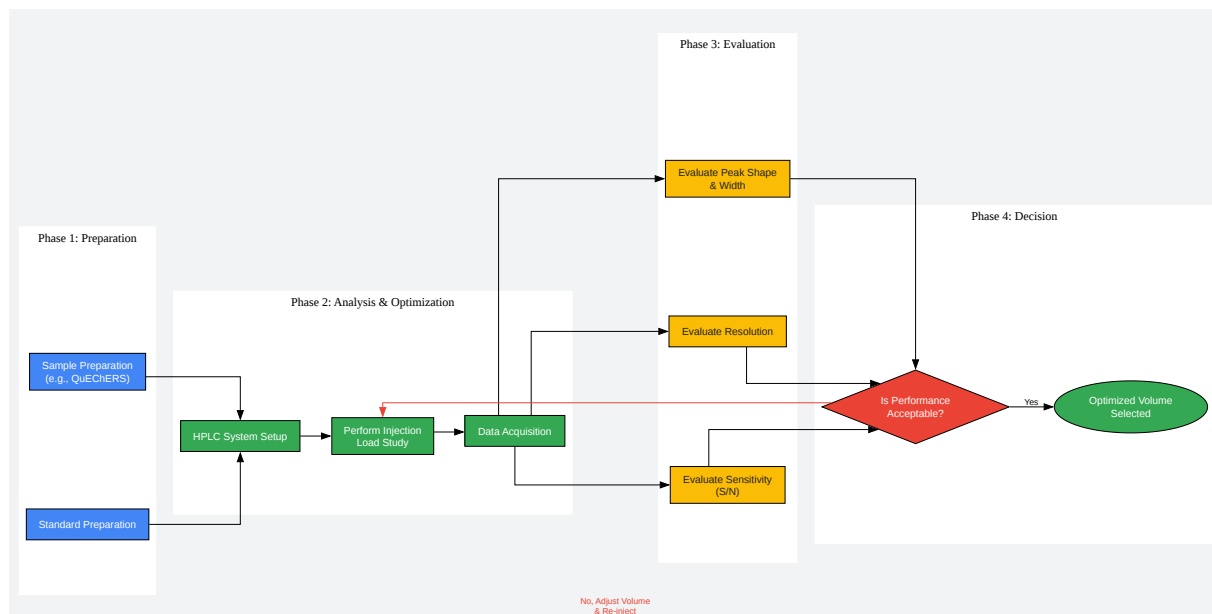 Phase 1: Preparation
Sample Preparation
(e.g., QuEChERS)
Standard Preparation
Phase 2: Analysis & Optimization
HPLC System Setup
Perform Injection
Load Study
Data Acquisition
Phase 3: Evaluation
Evaluate Peak Shape
& Width
Evaluate Resolution
Evaluate Sensitivity
(S/N)
Phase 4: Decision
Is Performance
Acceptable?
Yes
Optimized Volume
Selected
No, Adjust Volume
& Re-inject